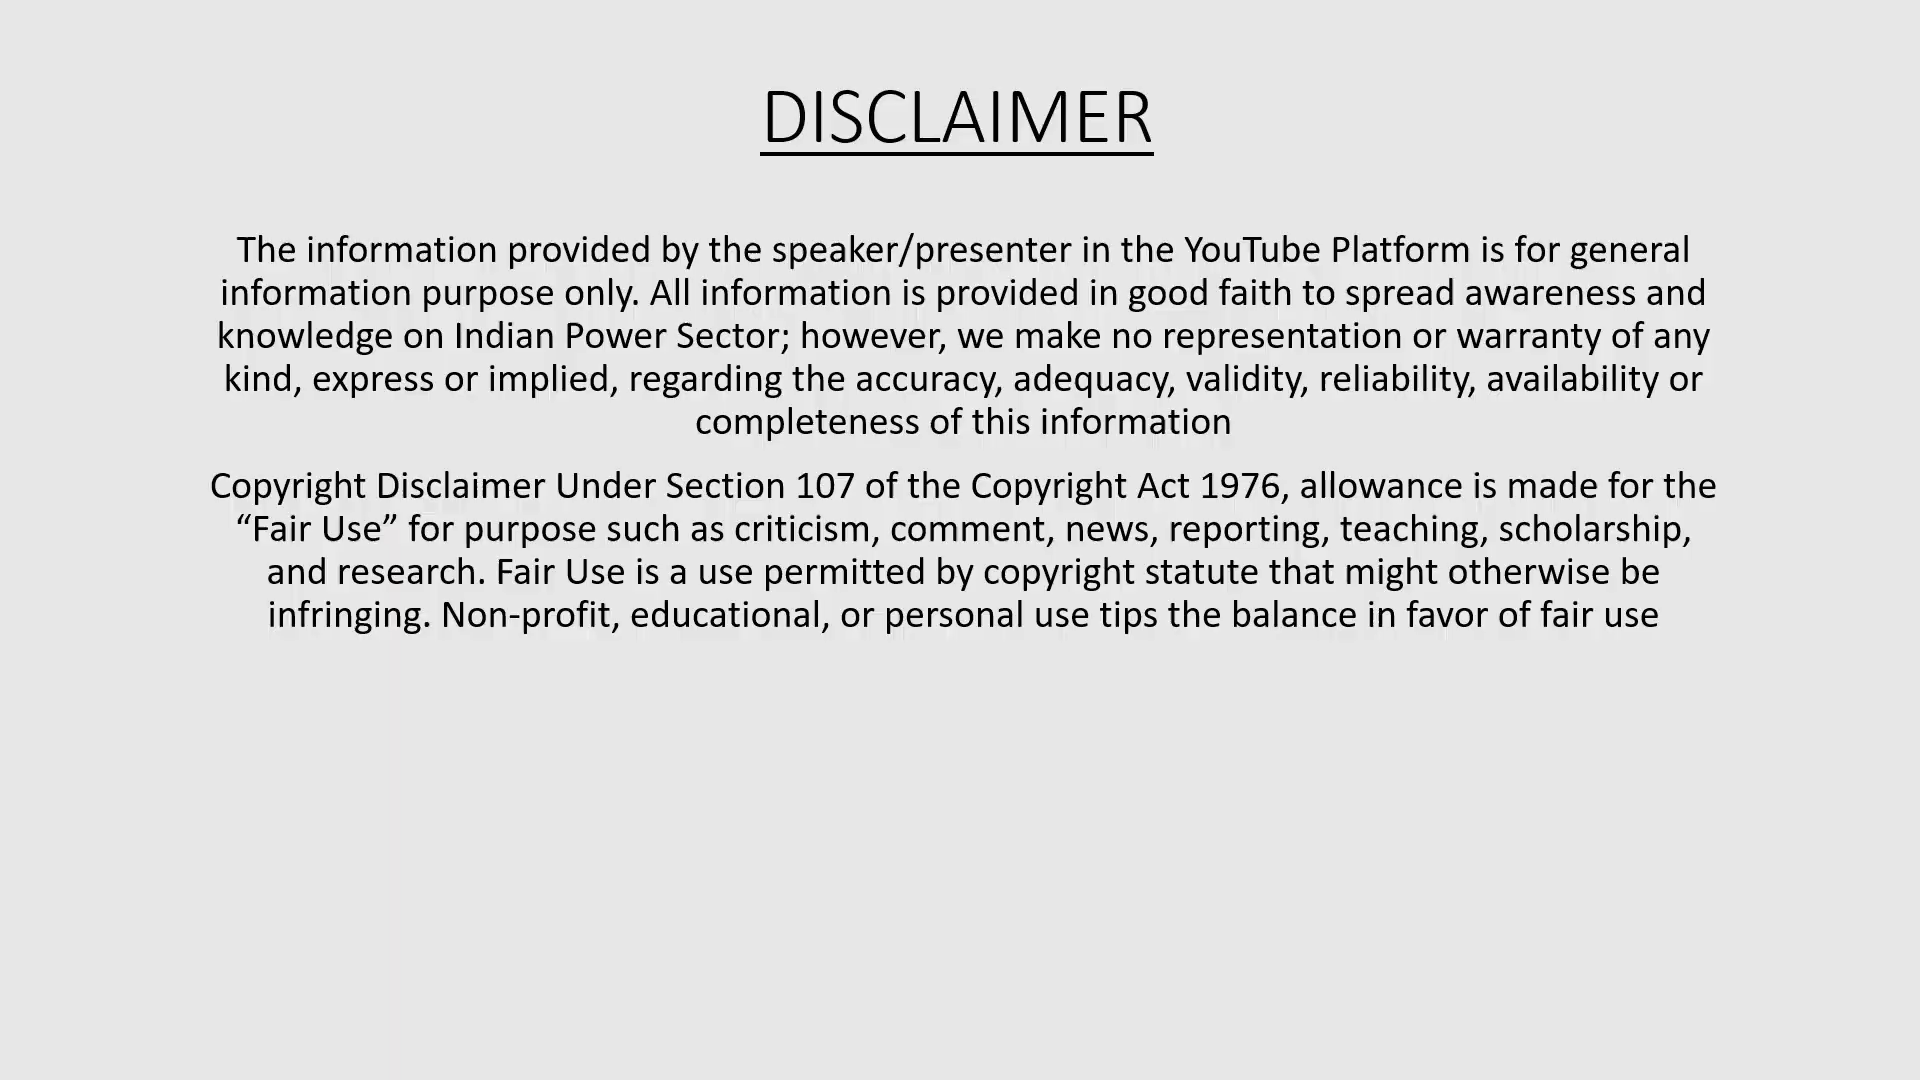 DISCLAIMER
The information provided by the speaker/presenter in the YouTube Platform is for general
information purpose only. All information is provided in good faith to spread awareness and
knowledge on Indian Power Sector; however, we make no representation or warranty of any
kind, express or implied, regarding the accuracy, adequacy, validity, reliability, availability or
completeness of this information
Copyright Disclaimer Under Section 107 of the Copyright Act 1976, allowance is made for the
“Fair Use” for purpose such as criticism, comment, news, reporting, teaching, scholarship,
and research. Fair Use is a use permitted by copyright statute that might otherwise be
infringing. Non-profit, educational, or personal use tips the balance in favor of fair use